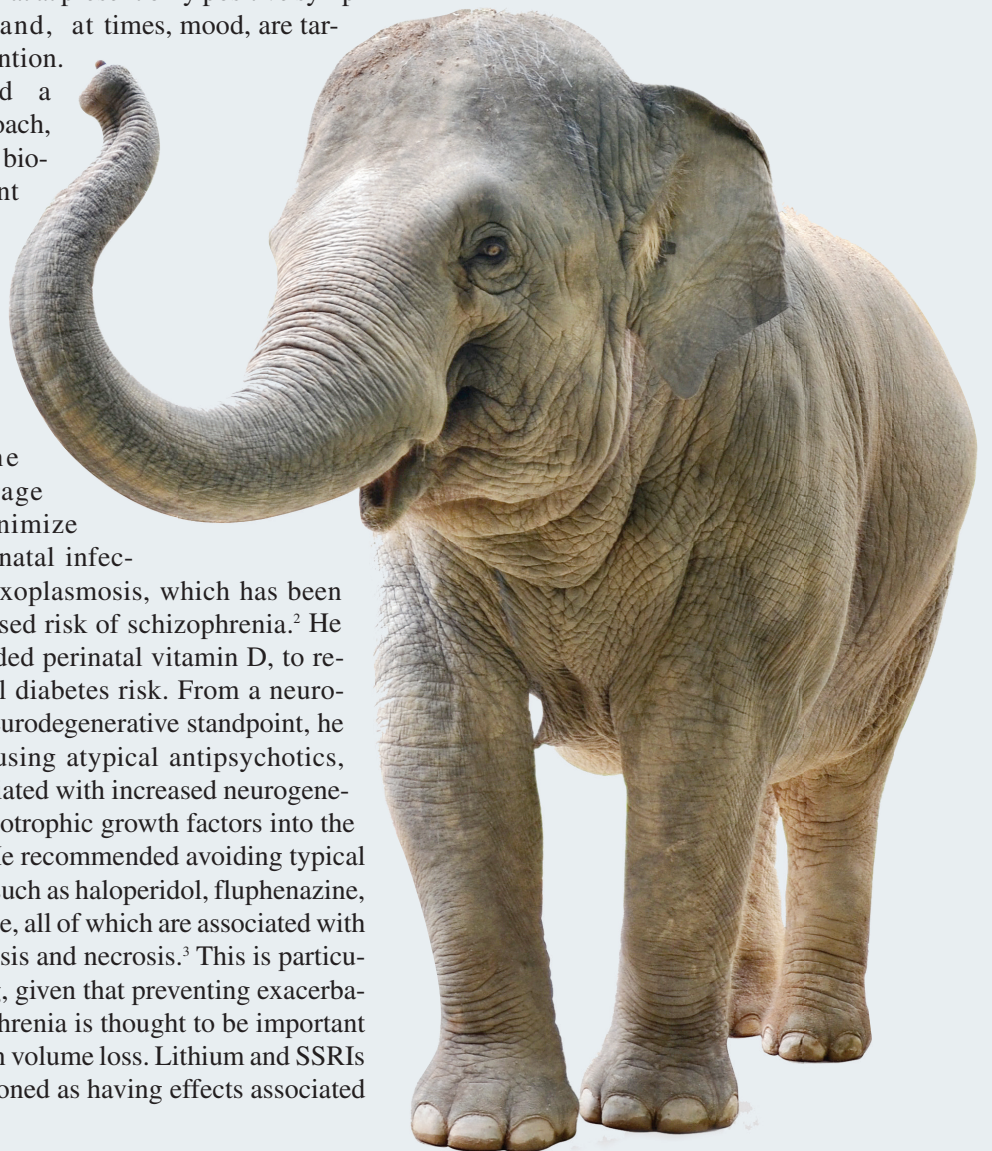 and, at times, mood, are tar-
ntion.
d a
oach,
bio-
nt
ne
age
nimize
natal infec-
xoplasmosis, which has been
sed risk of schizophrenia.² He
ded perinatal vitamin D, to re-
l diabetes risk. From a neuro-
urodegenerative standpoint, he
using atypical antipsychotics,
iated with increased neurogene-
otrophic growth factors into the
He recommended avoiding typical
such as haloperidol, fluphenazine,
e, all of which are associated with
sis and necrosis.³ This is particu-
g, given that preventing exacerba-
hrenia is thought to be important
n volume loss. Lithium and SSRIs
oned as having effects associated